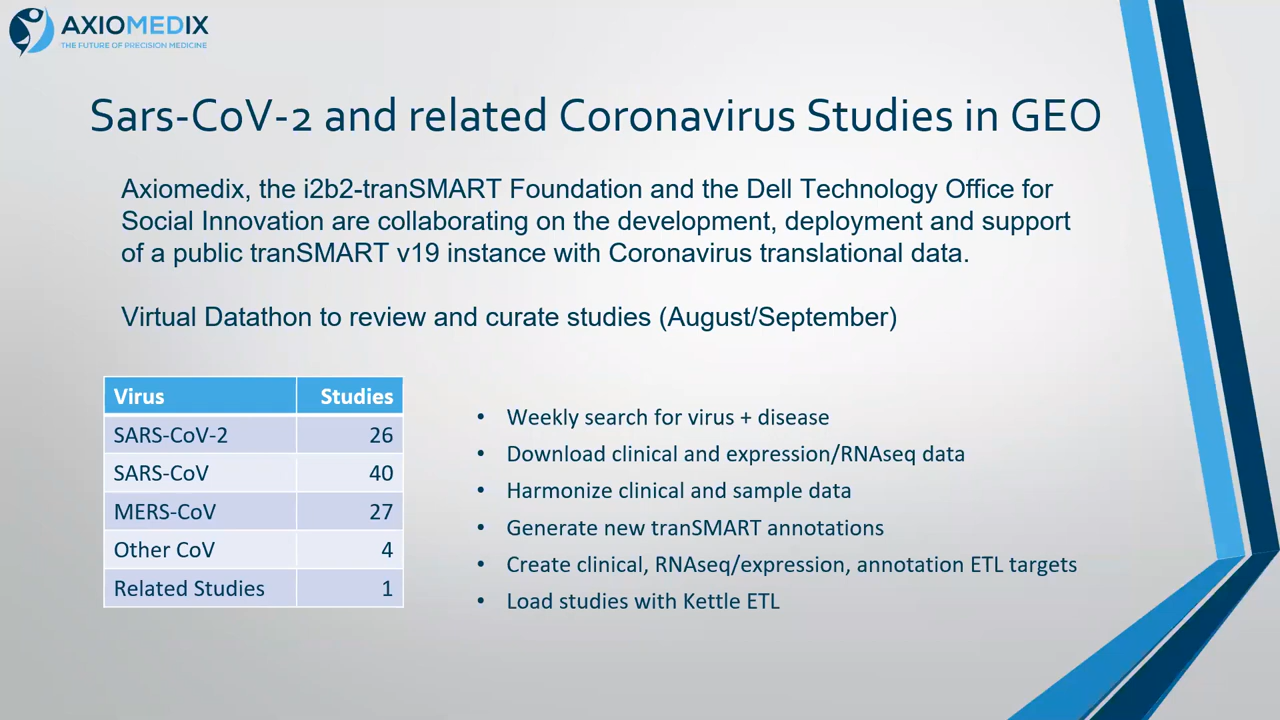 AXIOMEDIX
THE FUTURE OF PRECISION MEDICINE
Sars-CoV-2 and related Coronavirus Studies in GEO
Axiomedix, the i2b2-tranSMART Foundation and the Dell Technology Office for
Social Innovation are collaborating on the development, deployment and support
of a public tranSMART v19 instance with Coronavirus translational data.
Virtual Datathon to review and curate studies (August/September)
Virus Studies
SARS-CoV-2 26
SARS-CoV 40
MERS-CoV 27
Other CoV 4
Related Studies 1
• Weekly search for virus + disease
• Download clinical and expression/RNAseq data
• Harmonize clinical and sample data
• Generate new tranSMART annotations
• Create clinical, RNAseq/expression, annotation ETL targets
• Load studies with Kettle ETL